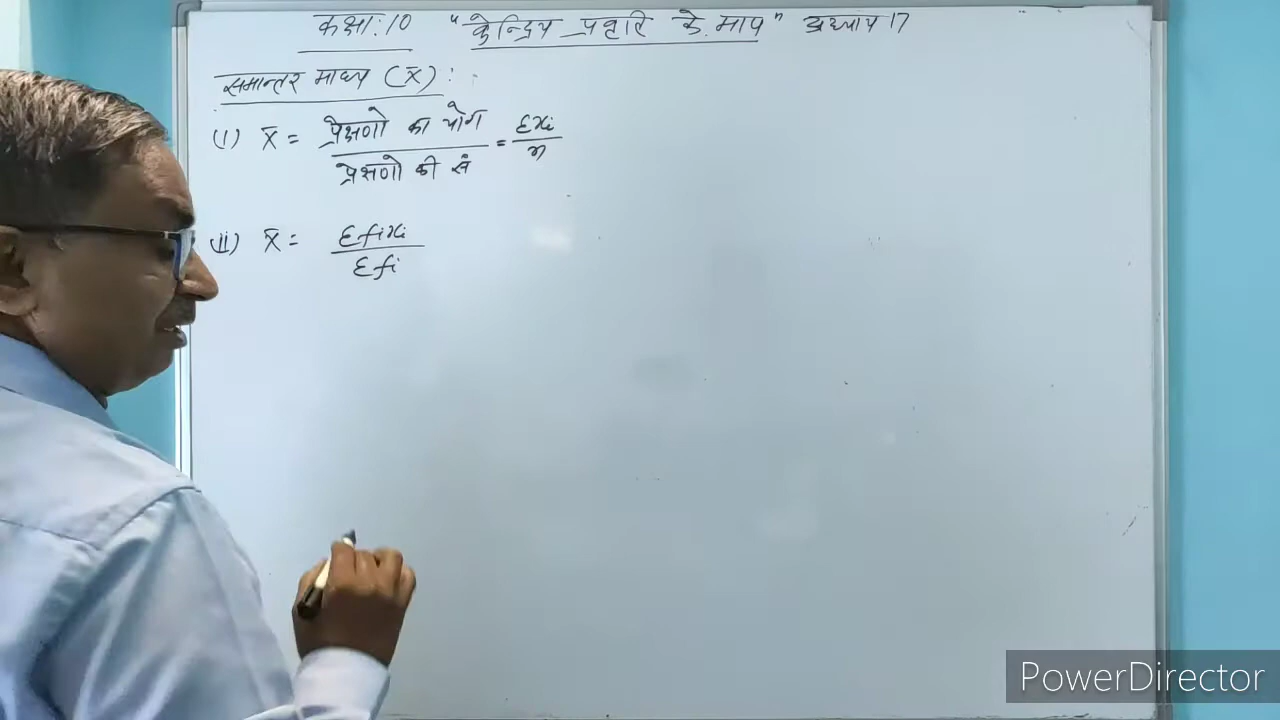 कक्षा:10 "केन्द्रिय प्रवृति के माप" अध्याय 17
समान्तर माध्य (x̄):
(i) x̄ = प्रेक्षणो का योग / प्रेक्षणो की सं = Σxi / n
(ii) x̄ = Σfixi / Σfi
PowerDirector